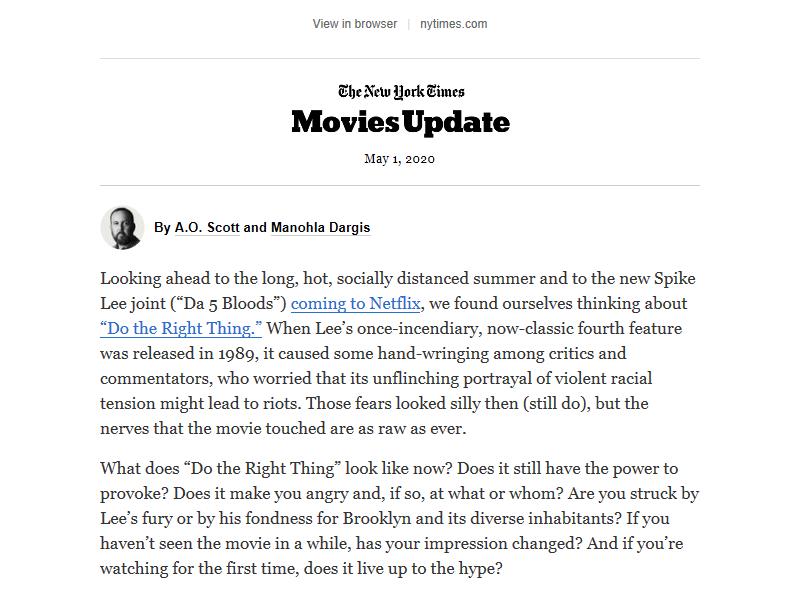 View in browser | nytimes.com
The New York Times
Movies Update
May 1, 2020
By A.O. Scott and Manohla Dargis
Looking ahead to the long, hot, socially distanced summer and to the new Spike
Lee joint (“Da 5 Bloods”) coming to Netflix, we found ourselves thinking about
“Do the Right Thing.” When Lee’s once-incendiary, now-classic fourth feature
was released in 1989, it caused some hand-wringing among critics and
commentators, who worried that its unflinching portrayal of violent racial
tension might lead to riots. Those fears looked silly then (still do), but the
nerves that the movie touched are as raw as ever.
What does “Do the Right Thing” look like now? Does it still have the power to
provoke? Does it make you angry and, if so, at what or whom? Are you struck by
Lee’s fury or by his fondness for Brooklyn and its diverse inhabitants? If you
haven’t seen the movie in a while, has your impression changed? And if you’re
watching for the first time, does it live up to the hype?